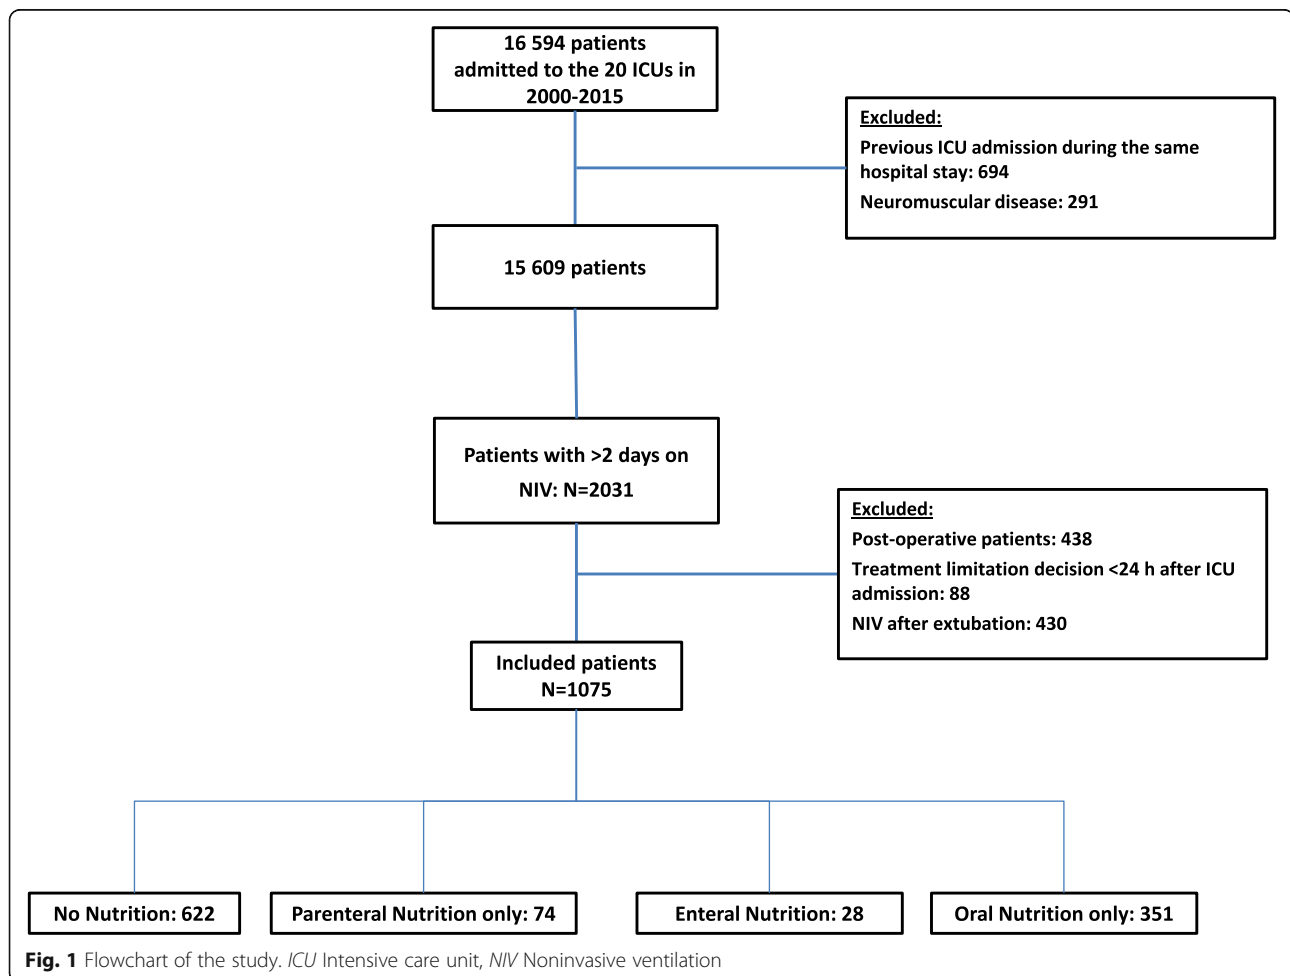 16 594 patients
admitted to the 20 ICUs in
2000-2015
Excluded:
Previous ICU admission during the same
hospital stay: 694
Neuromuscular disease: 291
15 609 patients
Patients with >2 days on
NIV: N=2031
Excluded:
Post-operative patients: 438
Treatment limitation decision <24 h after ICU
admission: 88
NIV after extubation: 430
Included patients
N=1075
No Nutrition: 622
Parenteral Nutrition only: 74
Enteral Nutrition: 28
Oral Nutrition only: 351
Fig. 1 Flowchart of the study. ICU Intensive care unit, NIV Noninvasive ventilation